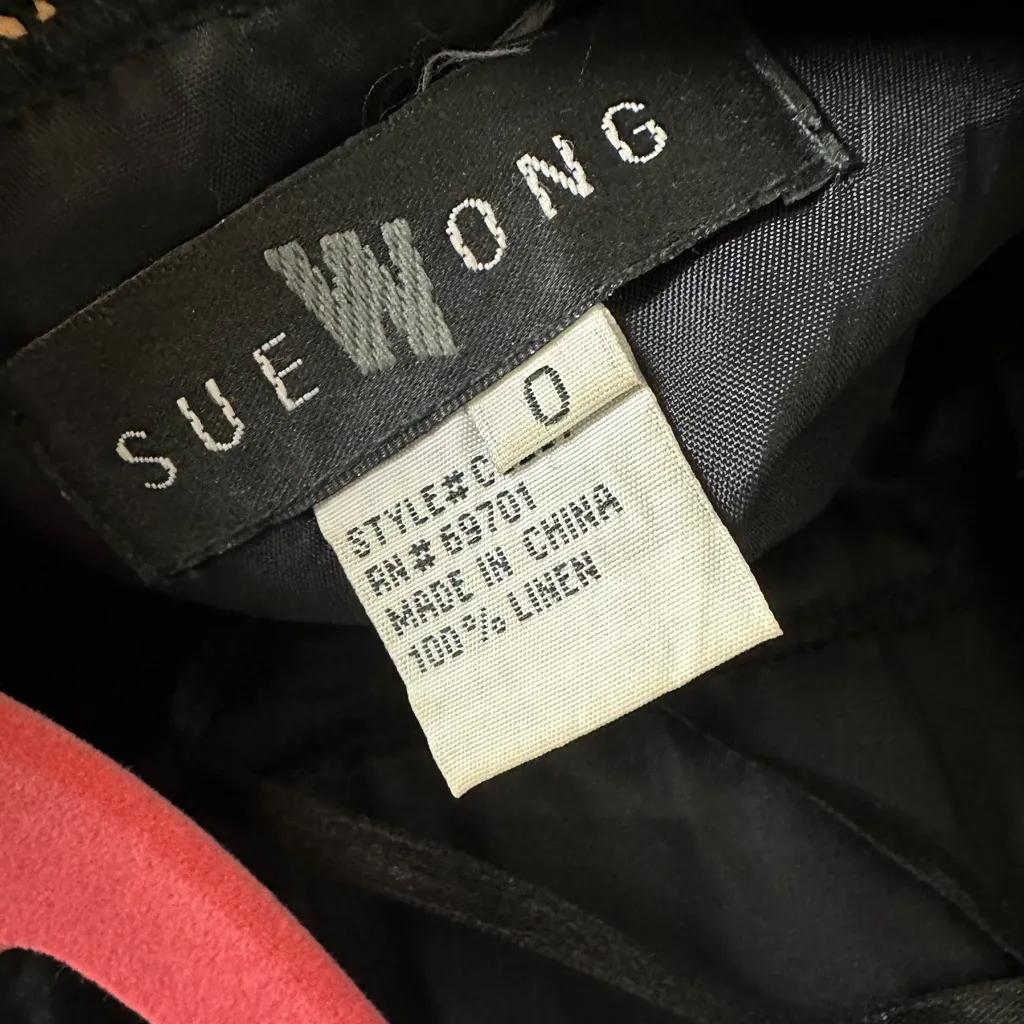 SUE WONG
0
STYLE# C
RN# 69701
MADE IN CHINA
100% LINEN